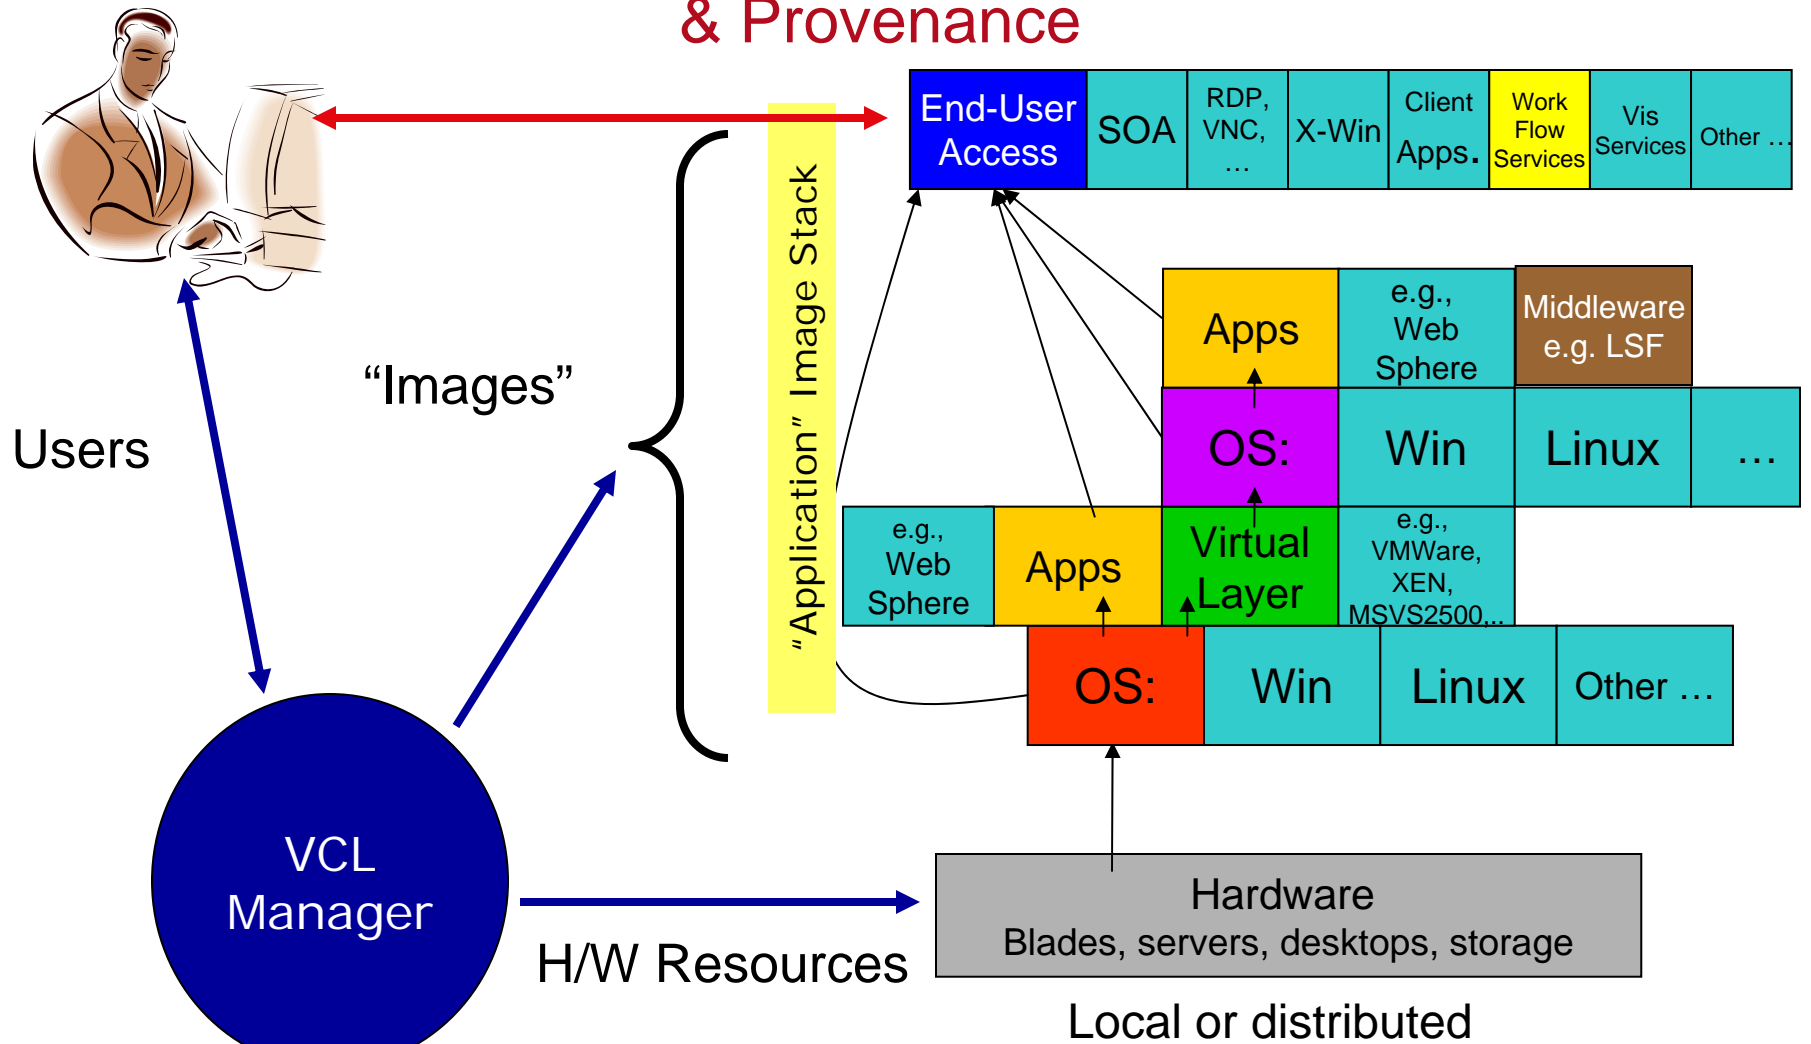 & Provenance
End-User
Access
SOA
RDP,
VNC,
…
X-Win
Client
Apps.
Work
Flow
Services
Vis
Services
Other …
"Application" Image Stack
“Images”
Users
Apps
e.g.,
Web
Sphere
Middleware
e.g. LSF
OS:
Win
Linux
…
e.g.,
Web
Sphere
Apps
Virtual
Layer
e.g.,
VMWare,
XEN,
MSVS2500,..
OS:
Win
Linux
Other …
VCL
Manager
H/W Resources
Hardware
Blades, servers, desktops, storage
Local or distributed